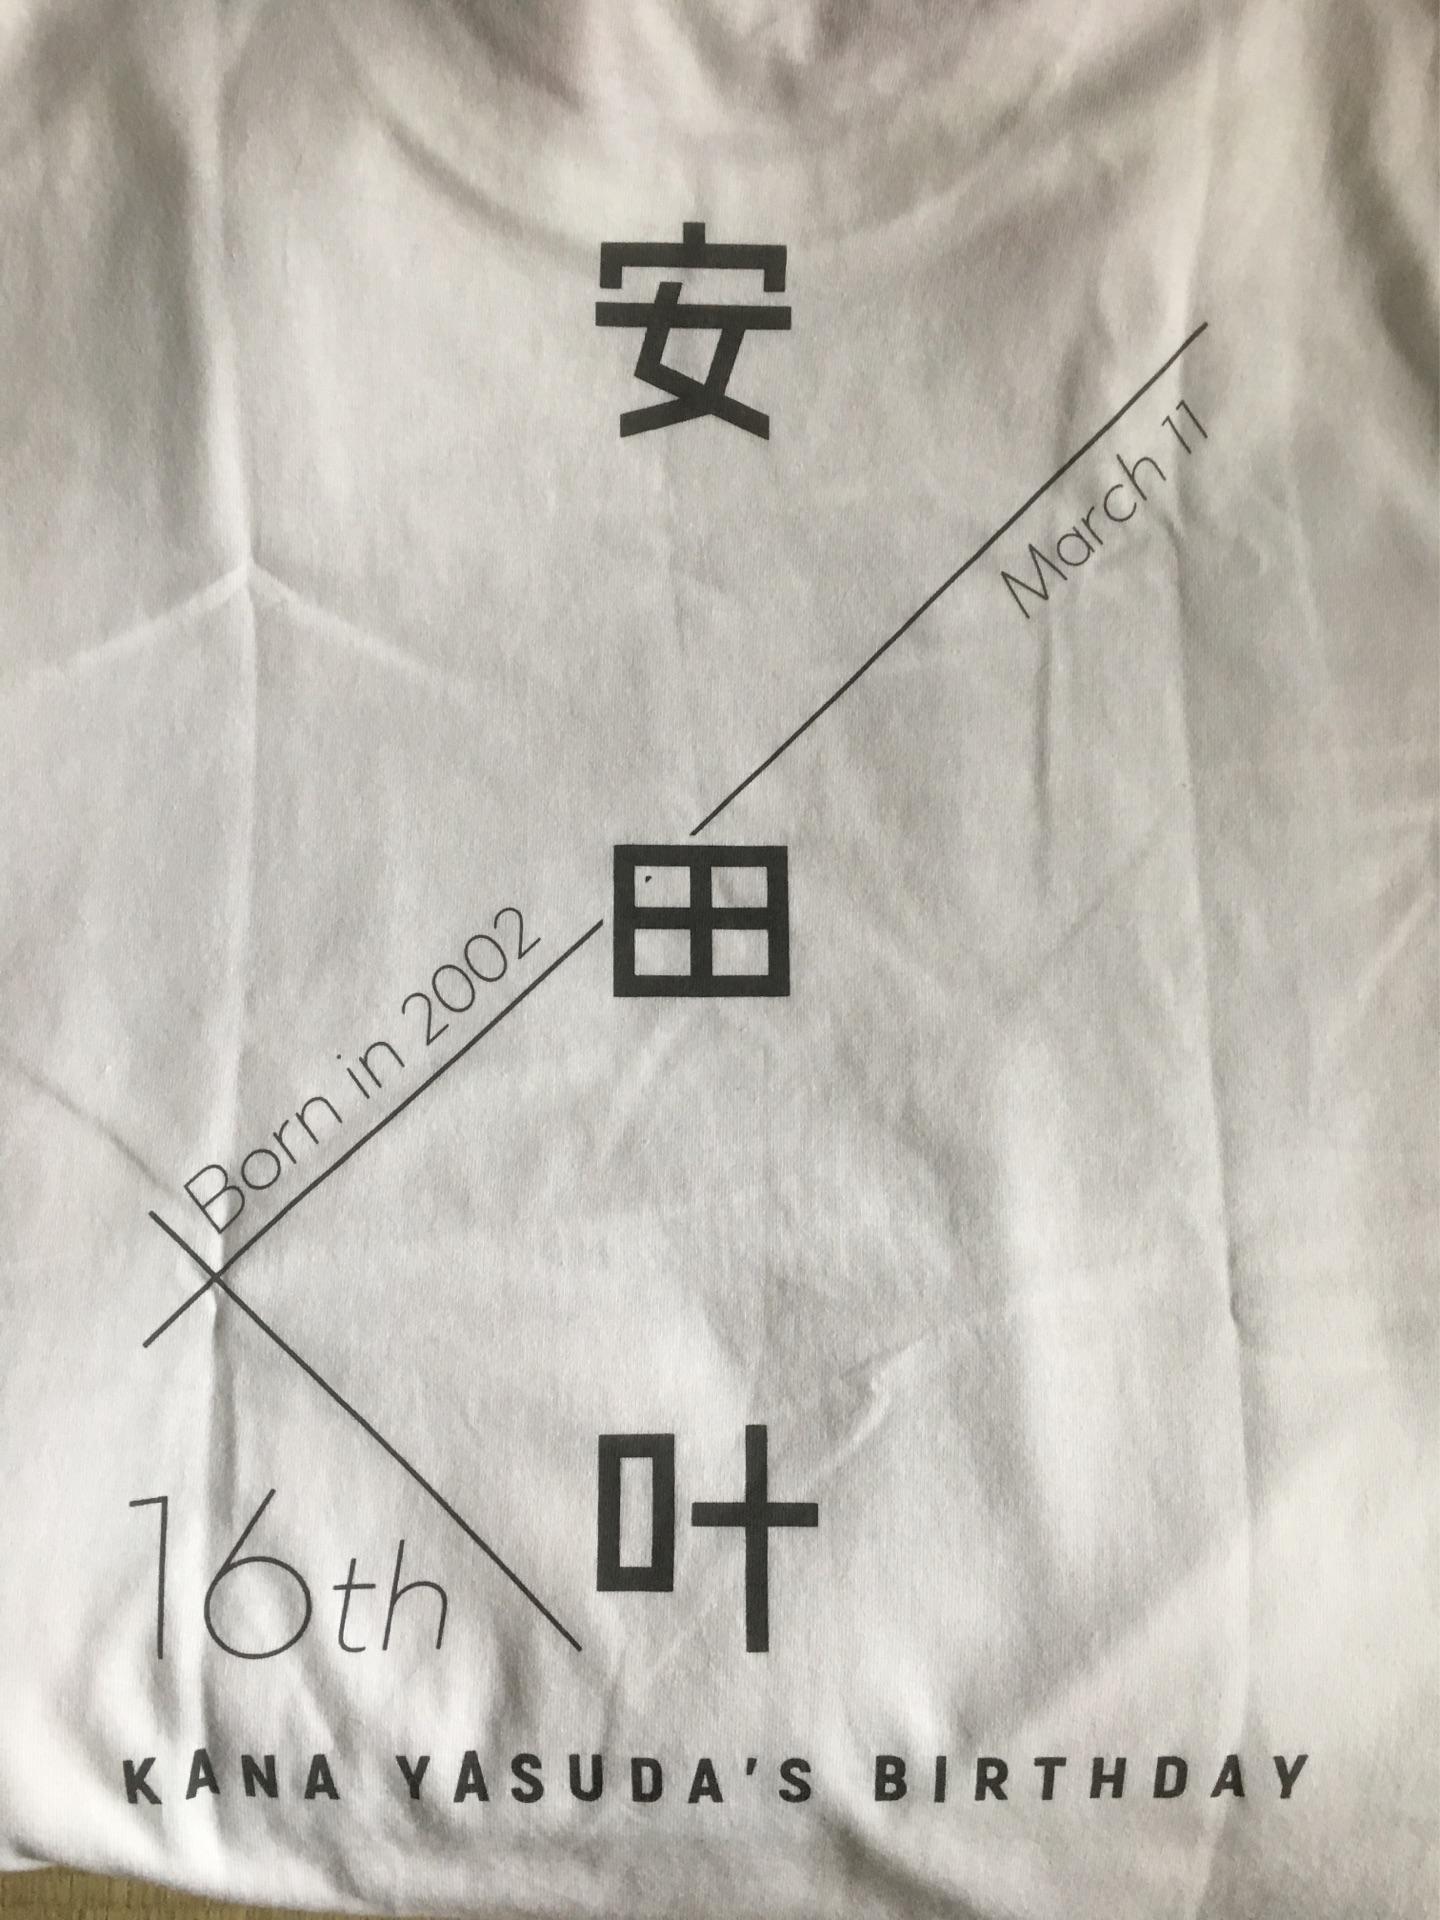 安田叶
March 11
Born in 2002
16th
KANA YASUDA'S BIRTHDAY